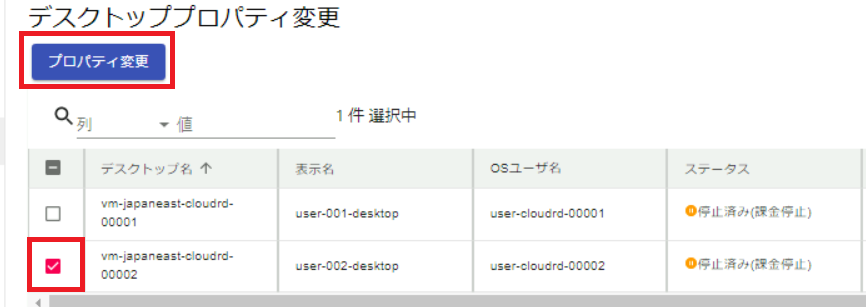 デスクトッププロパティ変更
プロパティ変更
列 値 1 件 選択中
デスクトップ名 ↑ 表示名 OSユーザ名 ステータス
vm-japaneast-cloudrd-
00001 user-001-desktop user-cloudrd-00001 停止済み(課金停止)
vm-japaneast-cloudrd-
00002 user-002-desktop user-cloudrd-00002 停止済み(課金停止)